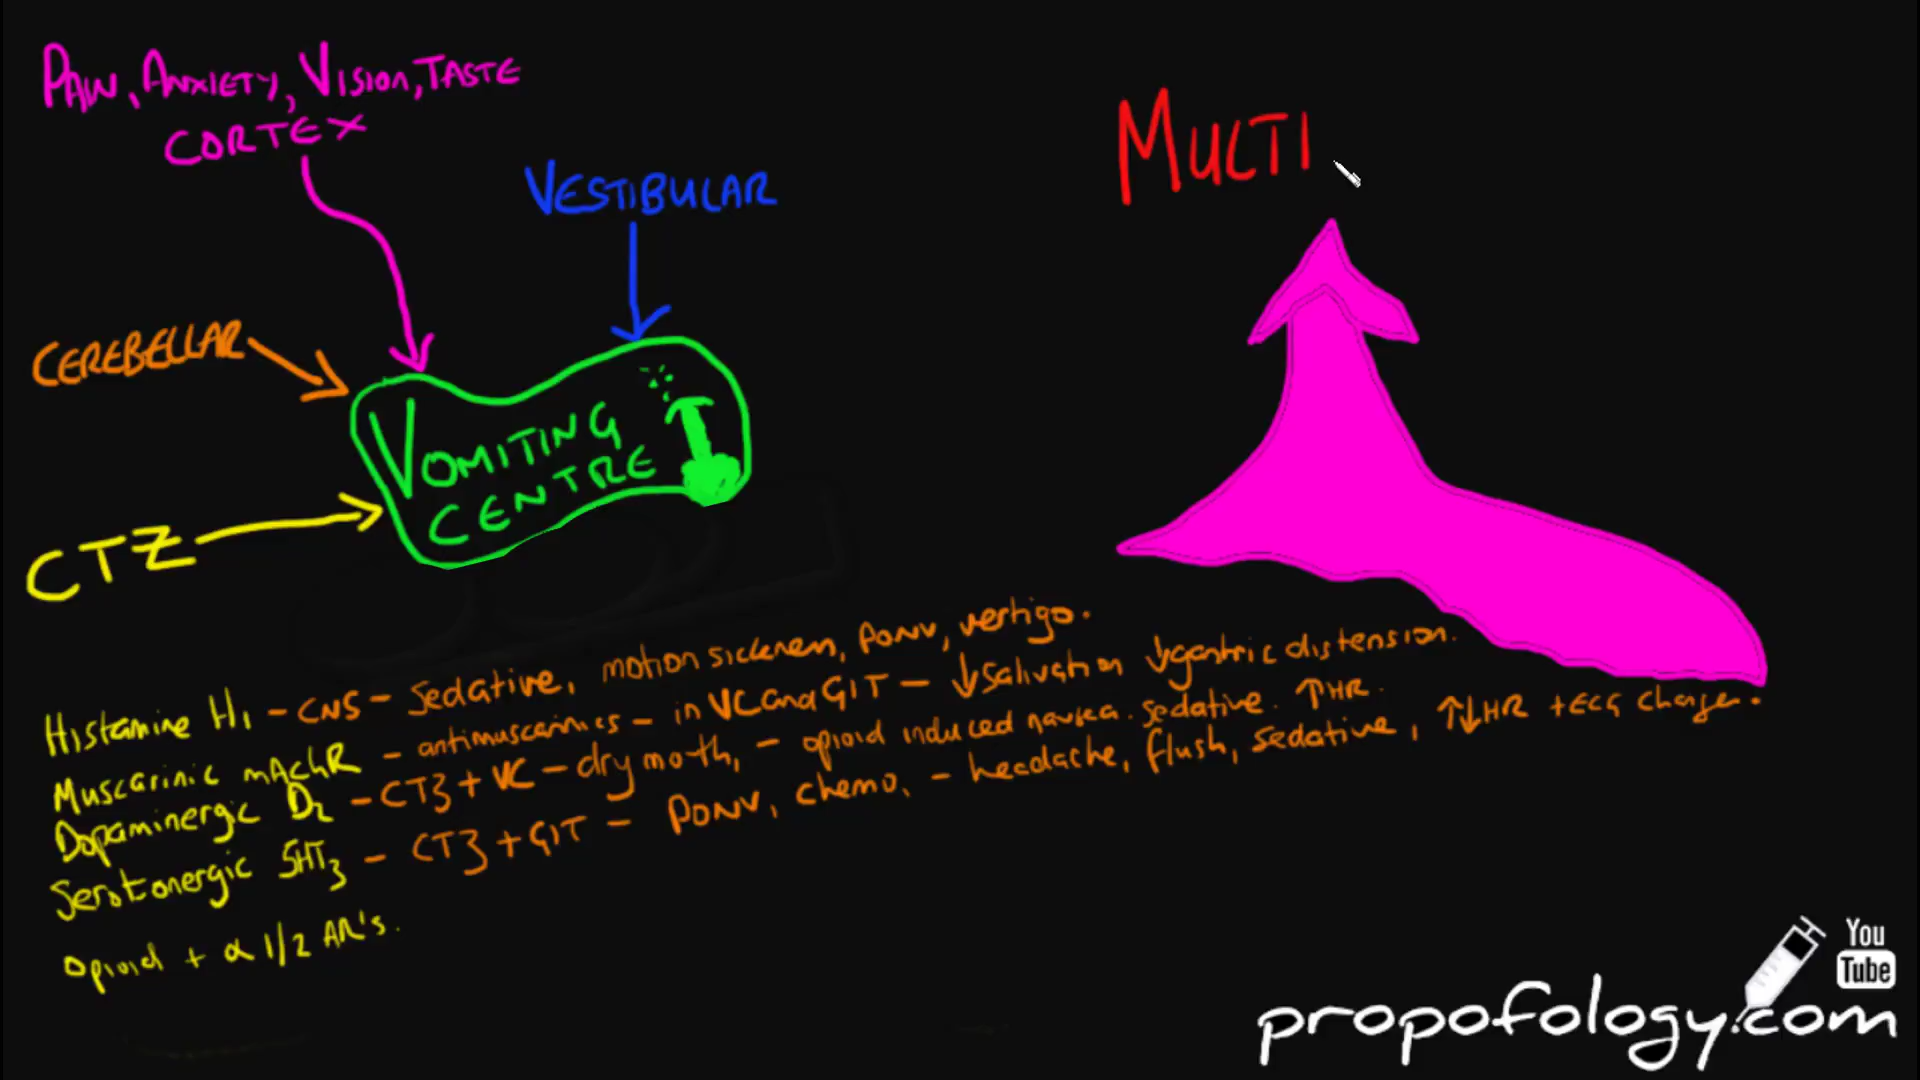 PAIN, ANXIETY, VISION, TASTE
CORTEX
VESTIBULAR
MULTI
CEREBELLAR
VOMITING
CENTRE
CTZ
Histamine H1 - CNS - sedative, motion sickness, PONV, vertigo.
Muscarinic mAchR - antimuscarinics - in VC and GIT - ↓salivation ↓gastric distension.
Dopaminergic D2 - CTZ + VC - dry moth, - opioid induced nausea. sedative. ↑HR.
Serotonergic 5HT3 - CTZ + GIT - PONV, chemo, - headache, flush, sedative, ↑↓HR + ECG changes.
Opioid + α 1/2 AR's.
You
Tube
propofology.com